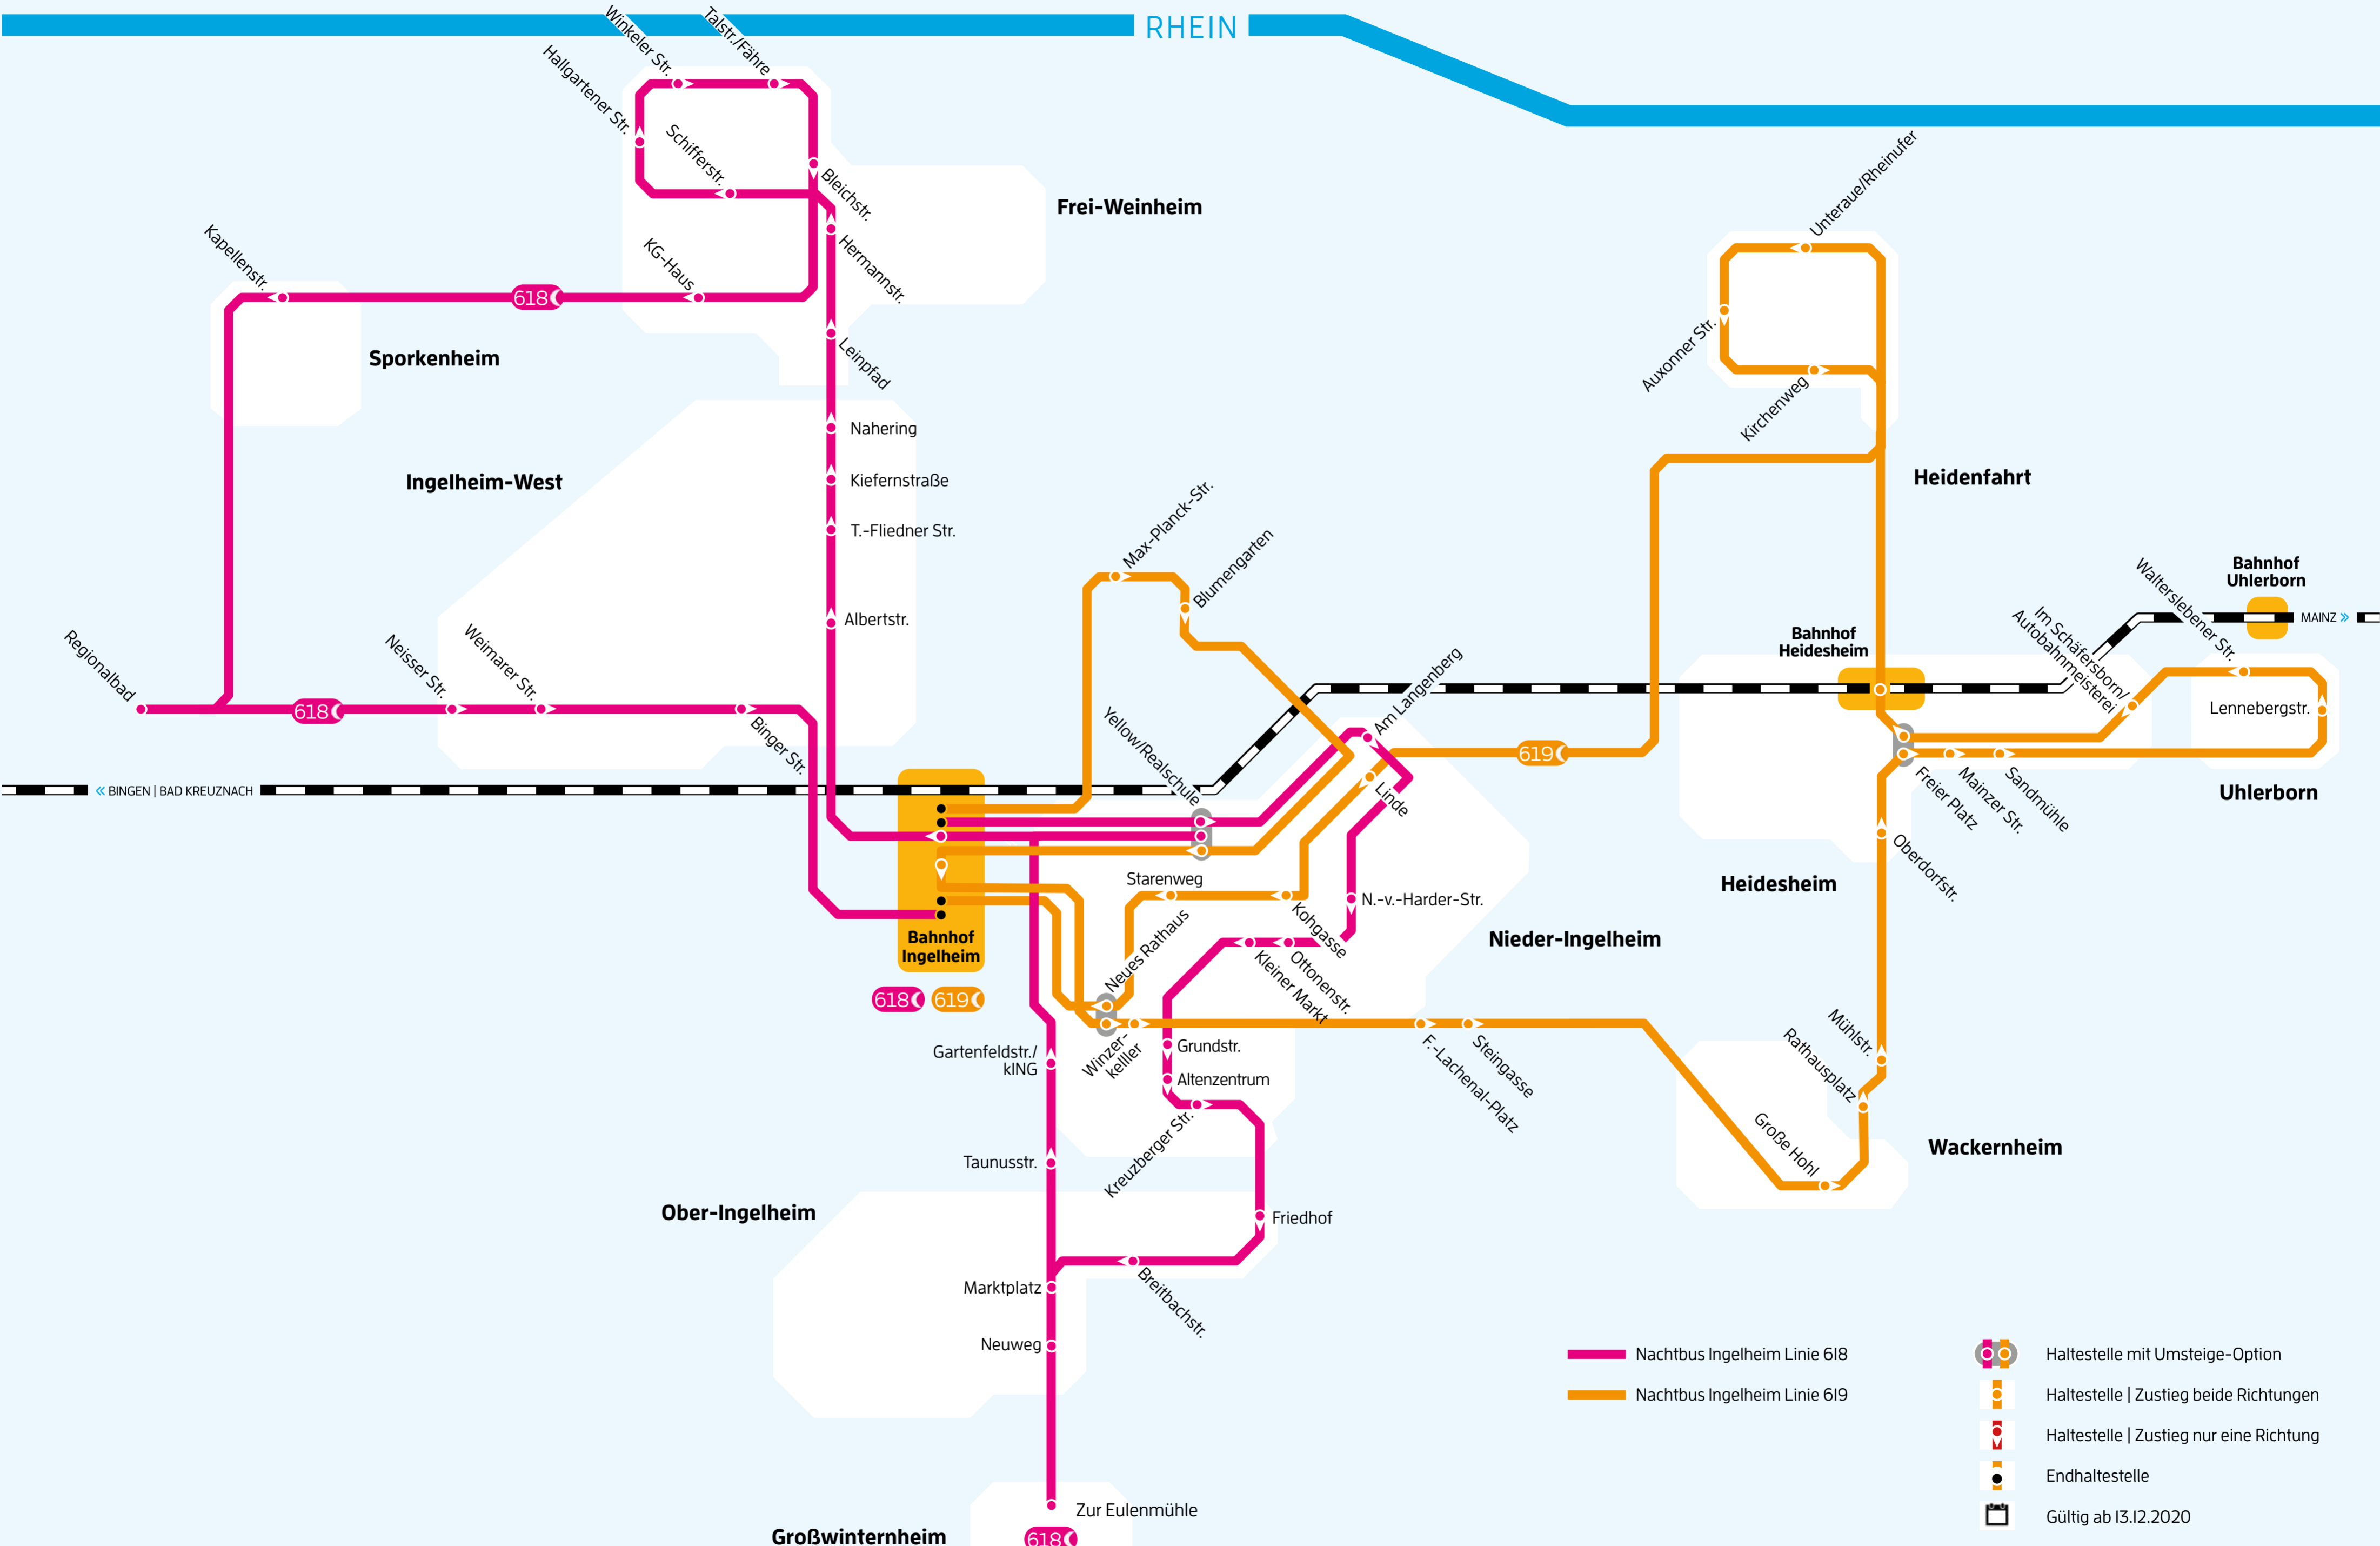 RHEIN
Winkeler Str.
Talstr./Fähre
Hallgartener Str.
Schifferstr.
Bleichstr.
Frei-Weinheim
Hermannstr.
KG-Haus
Kapellenstr.
618
Sporkenheim
Leinpfad
Nahering
Ingelheim-West
Kiefernstraße
T.-Fliedner Str.
Albertstr.
Regionalbad
Neisser Str.
Weimarer Str.
618
Binger Str.
« BINGEN | BAD KREUZNACH
Unteraue/Rheinufer
Auxonner Str.
Kirchenweg
Heidenfahrt
Max-Planck-Str.
Blumengarten
Bahnhof
Uhlerborn
MAINZ »
Walterslebener Str.
Im Schäfersborn/
Autobahnmeisterei
Bahnhof
Heidesheim
Lennebergstr.
Am Langenberg
Yellow/Realschule
619
Linde
Freier Platz
Mainzer Str.
Sandmühle
Uhlerborn
Oberdorfstr.
Heidesheim
Starenweg
Kohgasse
N.-v.-Harder-Str.
Nieder-Ingelheim
Bahnhof
Ingelheim
618
619
Neues Rathaus
Kleiner Markt
Ottonenstr.
Winzer-
kelller
Grundstr.
Altenzentrum
Kreuzberger Str.
F.-Lachenal-Platz
Steingasse
Mühlstr.
Rathausplatz
Große Hohl
Wackernheim
Gartenfeldstr./
kING
Taunusstr.
Ober-Ingelheim
Friedhof
Marktplatz
Breitbachstr.
Neuweg
Zur Eulenmühle
Großwinternheim
618
Nachtbus Ingelheim Linie 618
Nachtbus Ingelheim Linie 619
Haltestelle mit Umsteige-Option
Haltestelle | Zustieg beide Richtungen
Haltestelle | Zustieg nur eine Richtung
Endhaltestelle
Gültig ab 13.12.2020